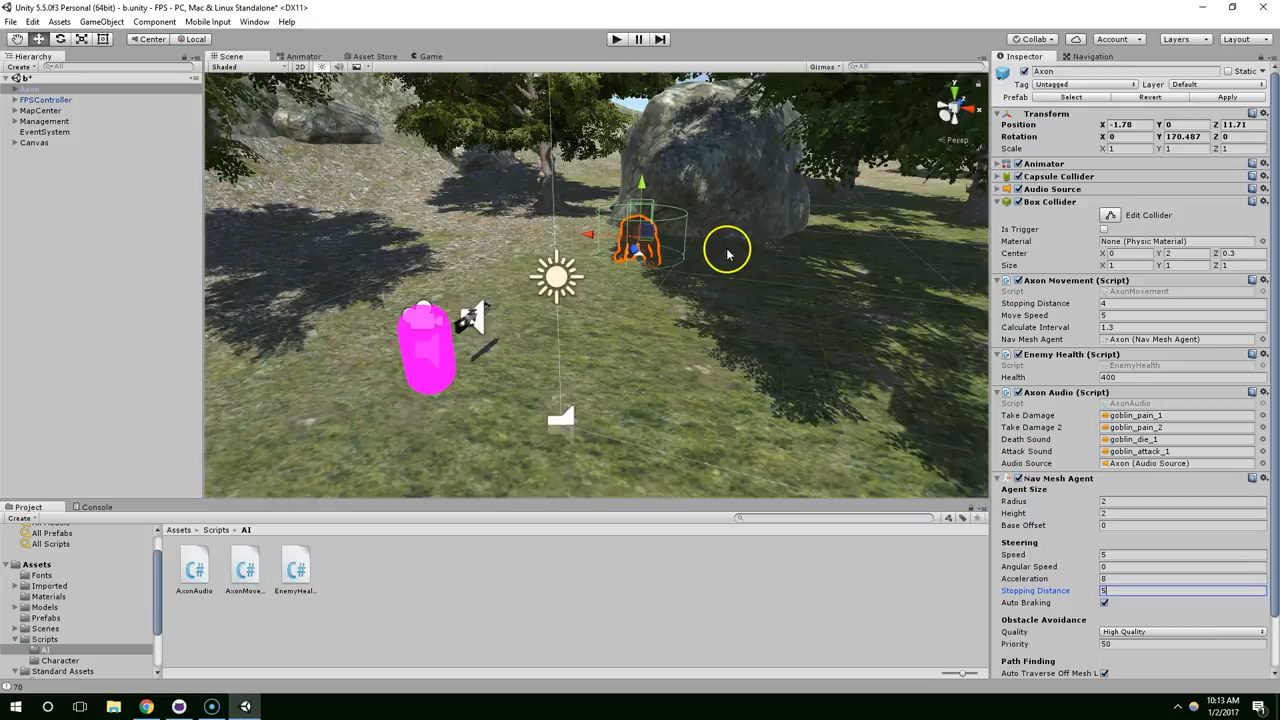 Unity 5.5.0f3 Personal (64bit) - b.unity - FPS - PC, Mac & Linux Standalone* <DX11>
File Edit Assets GameObject Component Mobile Input Window Help
Center Local Collab Account Layers Layout
Hierarchy
Create All
b*
Axon
FPSController
MapCenter
Management
EventSystem
Canvas
Scene Animator Asset Store Game
Shaded 2D Gizmos All
y
x
z
Persp
Inspector Navigation
Axon Static
Tag Untagged Layer Default
Prefab Select Revert Apply
Transform
Position X -1.78 Y 0 Z 11.71
Rotation X 0 Y 170.487 Z 0
Scale X 1 Y 1 Z 1
Animator
Capsule Collider
Audio Source
Box Collider
Edit Collider
Is Trigger
Material None (Physic Material)
Center X 0 Y 2 Z 0.3
Size X 1 Y 1 Z 1
Axon Movement (Script)
Script AxonMovement
Stopping Distance 4
Move Speed 5
Calculate Interval 1.3
Nav Mesh Agent Axon (Nav Mesh Agent)
Enemy Health (Script)
Script EnemyHealth
Health 400
Axon Audio (Script)
Script AxonAudio
Take Damage goblin_pain_1
Take Damage 2 goblin_pain_2
Death Sound goblin_die_1
Attack Sound goblin_attack_1
Audio Source Axon (Audio Source)
Nav Mesh Agent
Agent Size
Radius 2
Height 2
Base Offset 0
Steering
Speed 5
Angular Speed 0
Acceleration 8
Stopping Distance 5
Auto Braking
Obstacle Avoidance
Quality High Quality
Priority 50
Path Finding
Auto Traverse Off Mesh L
Project Console
Create
All Prefabs
All Scripts
Assets
Fonts
Imported
Materials
Models
Prefabs
Scenes
Scripts
AI
Character
Standard Assets
Assets Scripts AI
C# C# C#
AxonAudio AxonMove... EnemyHeal...
70
10:13 AM
1/2/2017